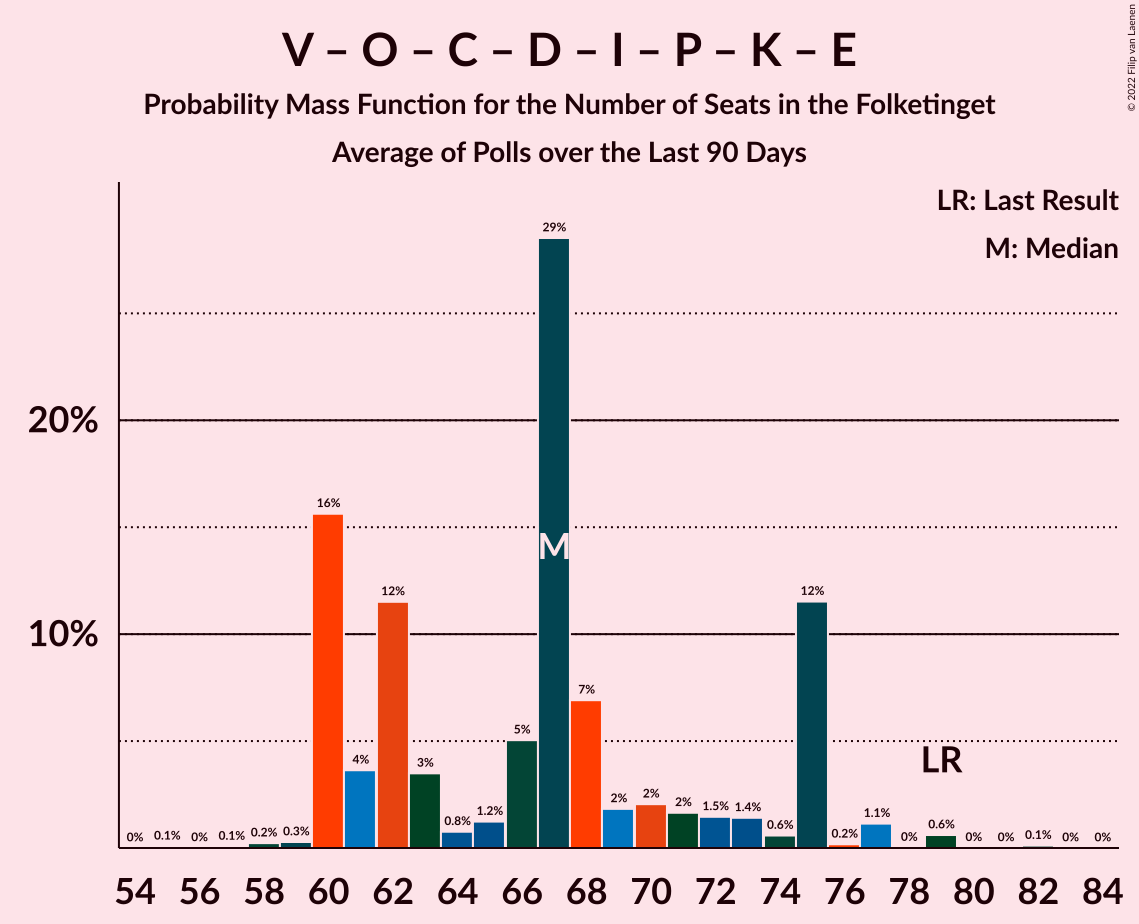 V – O – C – D – I – P – K – E
Probability Mass Function for the Number of Seats in the Folketinget
Average of Polls over the Last 90 Days
© 2022 Filip van Laenen
LR: Last Result
M: Median
20%
10%
0% 0.1% 0% 0.1% 0.2% 0.3% 16% 4% 12% 3% 0.8% 1.2% 5% 29% 7% 2% 2% 2% 1.5% 1.4% 0.6% 12% 0.2% 1.1% 0% 0.6% 0% 0% 0.1% 0% 0%
M
LR
54 56 58 60 62 64 66 68 70 72 74 76 78 80 82 84